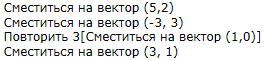 Сместиться на вектор (5,2)
Сместиться на вектор (-3, 3)
Повторить 3[Сместиться на вектор (1,0)]
Сместиться на вектор (3, 1)